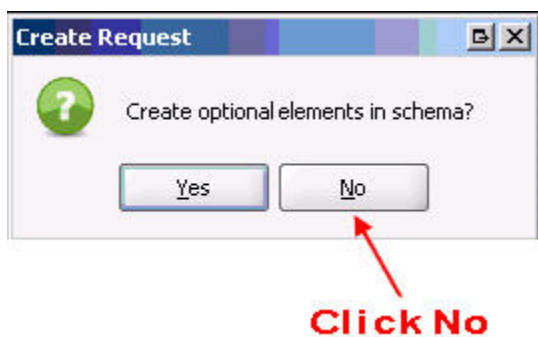 Create Request
Create optional elements in schema?
Yes No
Click No